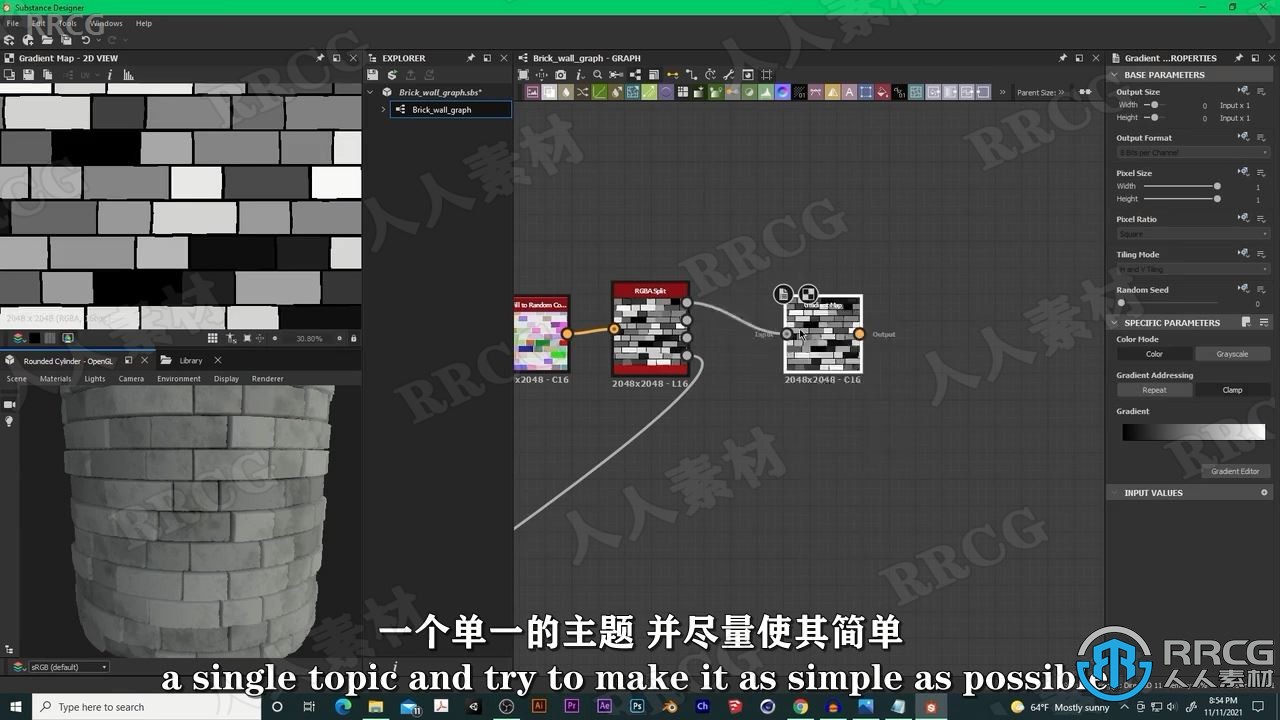 Substance Designer
File Edit Tools Windows Help
RRCG
Gradient Map - 2D VIEW
EXPLORER
Brick_wall_graph - GRAPH
Gradient ...ROPERTIES
Brick_wall_graph.sbs*
Brick_wall_graph
Parent Size:
BASE PARAMETERS
Output Size
Width 0 Input x 1
Height 0 Input x 1
Output Format
8 Bits per Channel
Pixel Size
Width 1
Height 1
Pixel Ratio
Square
Tiling Mode
H and V Tiling
Random Seed
0
SPECIFIC PARAMETERS
Color Mode
Color Grayscale
Gradient Addressing
Repeat Clamp
Gradient
Gradient Editor
INPUT VALUES
ill to Random Co...
x2048 - C16
RGBA Split
2048x2048 - L16
Gradient Map
Input
Output
2048x2048 - C16
30.80%
Rounded Cylinder - OpenGL
Library
Scene Materials Lights Camera Environment Display Renderer
sRGB (default)
一个单一的主题 并尽量使其简单
a single topic and try to make it as simple as possible
RRCG
人人素材
Type here to search
64°F Mostly sunny
8:54 PM
11/11/2021